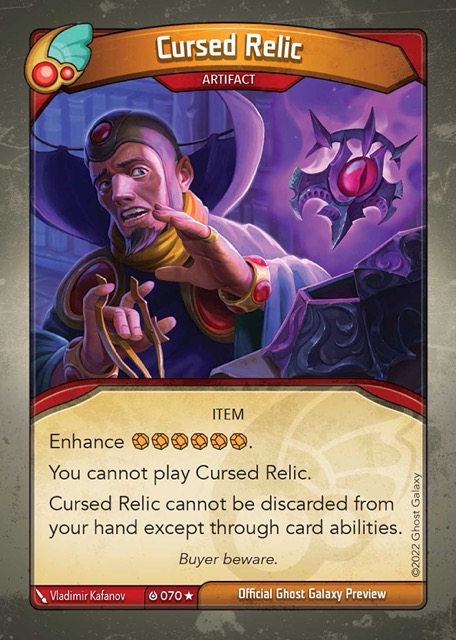 Cursed Relic
ARTIFACT
ITEM
Enhance .
You cannot play Cursed Relic.
Cursed Relic cannot be discarded from
your hand except through card abilities.
Buyer beware.
©2022 Ghost Galaxy
Vladimir Kafanov
070★
Official Ghost Galaxy Preview